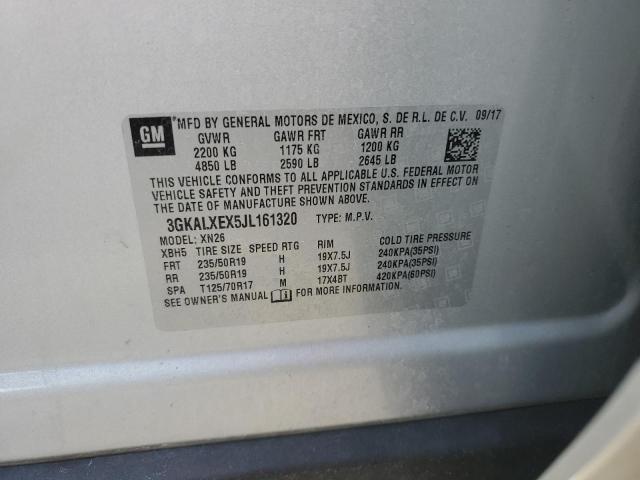 GM
*MFD BY GENERAL MOTORS DE MEXICO, S. DE R.L. DE C.V. 09/17
GVWR GAWR FRT GAWR RR
2200 KG 1175 KG 1200 KG
4850 LB 2590 LB 2645 LB
THIS VEHICLE CONFORMS TO ALL APPLICABLE U.S. FEDERAL MOTOR
VEHICLE SAFETY AND THEFT PREVENTION STANDARDS IN EFFECT ON
THE DATE OF MANUFACTURE SHOWN ABOVE.
3GKALXEX5JL161320 TYPE: M.P.V.
MODEL: XN26
XBH5 TIRE SIZE SPEED RTG RIM COLD TIRE PRESSURE
FRT 235/50R19 H 19X7.5J 240KPA(35PSI)
RR 235/50R19 H 19X7.5J 240KPA(35PSI)
SPA T125/70R17 M 17X4BT 420KPA(60PSI)
SEE OWNER'S MANUAL FOR ADDITIONAL INFORMATION.